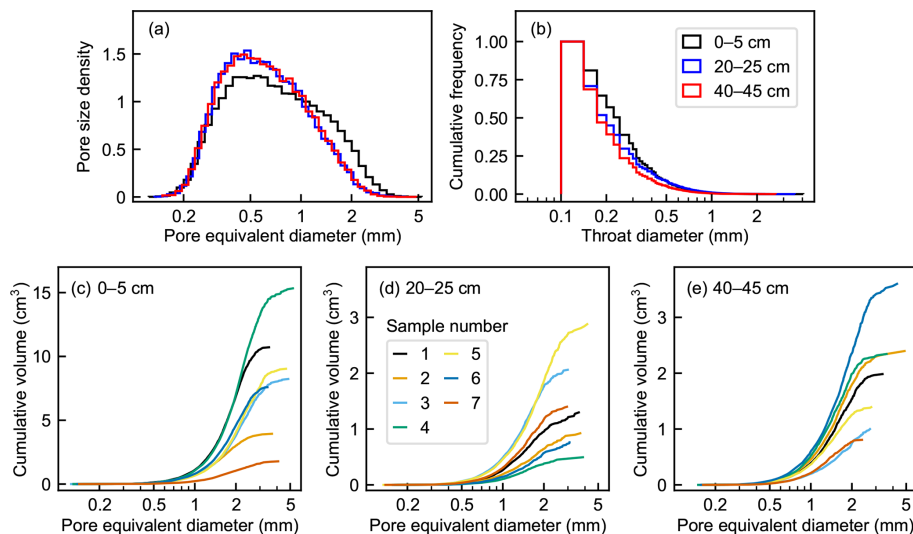 (a)
Pore size density
1.5
1.0
0.5
0
0.2
0.5
1
2
5
Pore equivalent diameter (mm)
(b)
Cumulative frequency
1.00
0.75
0.50
0.25
0.00
0.1
0.2
0.5
1
2
Throat diameter (mm)
0–5 cm
20–25 cm
40–45 cm
(c) 0–5 cm
Cumulative volume (cm³)
15
10
5
0
0.2
0.5
1
2
5
Pore equivalent diameter (mm)
(d) 20–25 cm
Cumulative volume (cm³)
3
2
1
0
Sample number
1
2
3
4
5
6
7
0.2
0.5
1
2
5
Pore equivalent diameter (mm)
(e) 40–45 cm
Cumulative volume (cm³)
3
2
1
0
0.2
0.5
1
2
5
Pore equivalent diameter (mm)